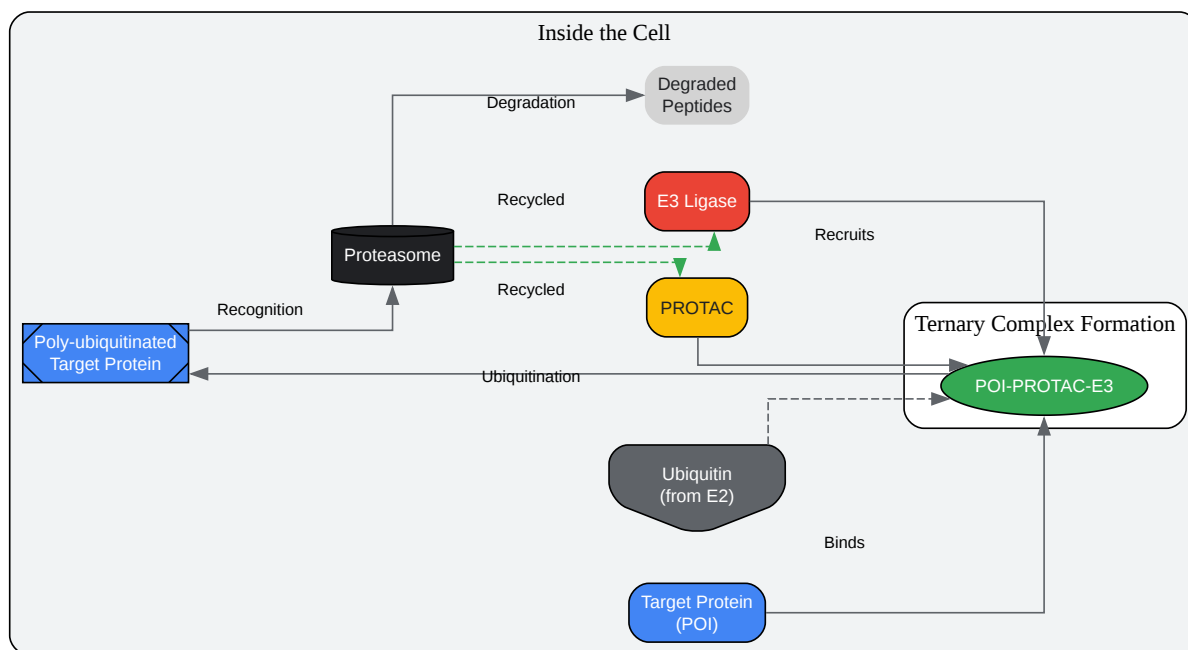 Inside the Cell
Degraded
Peptides
Degradation
E3 Ligase
Recycled
Recruits
Proteasome
Recycled
PROTAC
Recognition
Ternary Complex Formation
Poly-ubiquitinated
Target Protein
Ubiquitination
POI-PROTAC-E3
Ubiquitin
(from E2)
Binds
Target Protein
(POI)